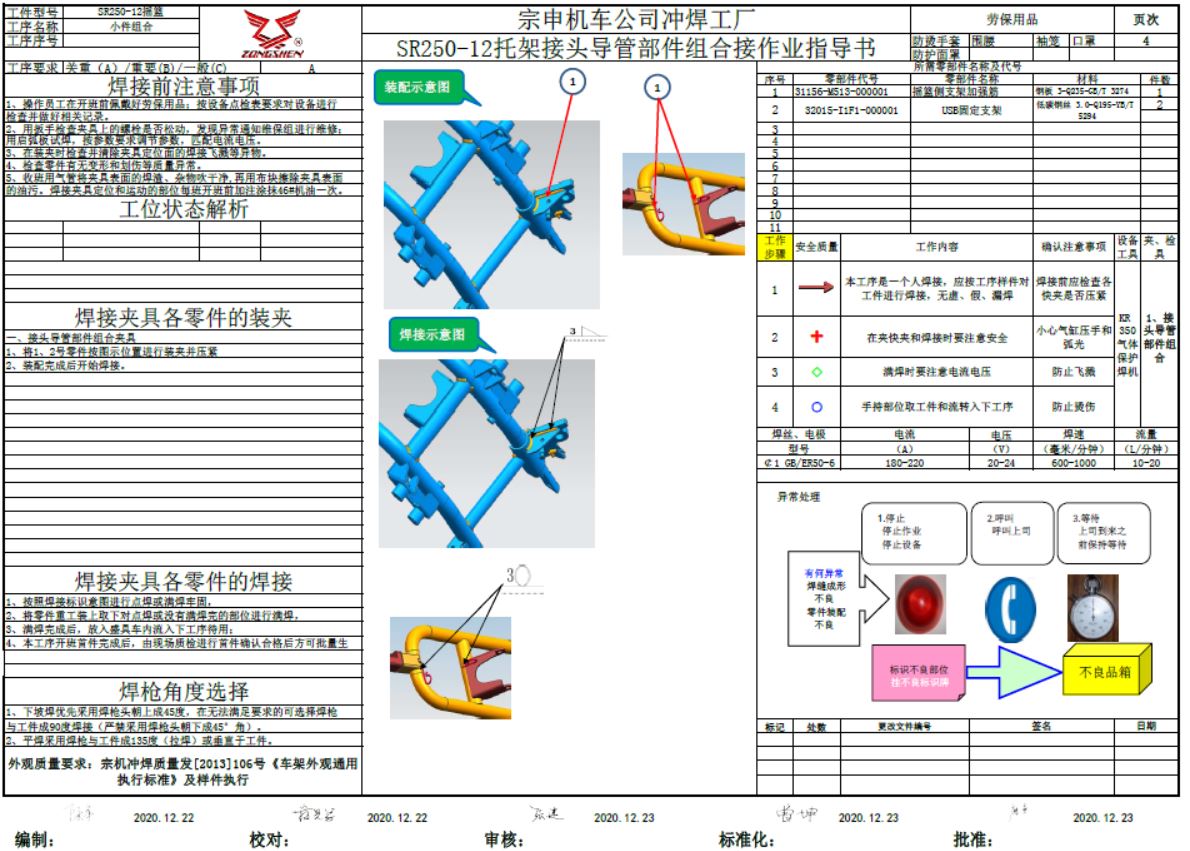 工件型号 SR250-12摇篮
工序名称 小件组合
工序序号
工序要求 关重(A)/重要(B)/一般(C) A
ZONGSHEN ®
宗申机车公司冲焊工厂
SR250-12托架接头导管部件组合接作业指导书
劳保用品 页次
防烫手套 围腰 袖笼 口罩 4
防护面罩
焊接前注意事项
1、操作员工在开班前佩戴好劳保用品；按设备点检表要求对设备进行
检查并做好相关记录。
2、用扳手检查夹具上的螺栓是否松动，发现异常通知维保组进行维修；
用启弧板试焊，按参数要求调节参数，匹配电流电压。
3、在装夹时检查并清除夹具定位面的焊接飞溅等异物。
4、检查零件有无变形和划伤等质量异常。
5、收班用气管将夹具表面的焊渣、杂物吹干净,再用布块擦除夹具表面
的油污。焊接夹具定位和运动的部位每班开班前加注涂抹46#机油一次。
工位状态解析
焊接夹具各零件的装夹
一、接头导管部件组合夹具
1、将1、2号零件按图示位置进行装夹并压紧
2、装配完成后开始焊接。
焊接夹具各零件的焊接
1、按照焊接标识意图进行点焊或满焊牢固，
2、将零件重工装上取下对点焊或没有满焊完的部位进行满焊，
3、满焊完成后，放入盛具车内流入下工序待用；
4、本工序开班首件完成后，由现场质检进行首件确认合格后方可批量生
焊枪角度选择
1、下坡焊优先采用焊枪头朝上成45度，在无法满足要求的可选择焊枪
与工件成90度焊接（严禁采用焊枪头朝下成45°角）。
2、平焊采用焊枪与工件成135度（拉焊）或垂直于工件。
外观质量要求：宗机冲焊质量发[2013]106号《车架外观通用
执行标准》及样件执行
装配示意图
1
1
焊接示意图
3
3
所需零部件名称及代号
序号 零部件代号 零部件名称 材料 件数
1 31156-M513-000001 摇篮侧支架加强筋 钢板 3-Q235-GB/T 3274 1
2 32015-I1F1-000001 USB固定支架 低碳钢丝 3.0-Q195-YB/T 5294 2
3
4
5
6
7
8
9
10
11
工作步骤 安全质量 工作内容 确认注意事项 设备工具 夹、检具
1 本工序是一个人焊接，应按工序样件对工件进行焊接，无虚、假、漏焊 焊接前应检查各快夹是否压紧
2 在夹快夹和焊接时要注意安全 小心气缸压手和弧光
3 满焊时要注意电流电压 防止飞溅
4 手持部位取工件和流转入下工序 防止烫伤
KR350气体保护焊机
1、接头导管部件组合
焊丝、电极 电流 电压 焊速 流量
型号 (A) (V) (毫米/分钟) (L/分钟)
¢1 GB/ER50-6 180-220 20-24 600-1000 10-20
异常处理
1.停止
停止作业
停止设备
2.呼叫
呼叫上司
3.等待
上司到来之
前保持等待
有何异常
焊缝成形
不良
零件装配
不良
标识不良部位
挂不良标识牌
不良品箱
标记 处数 更改文件编号 签名 日期
2020.12.22 2020.12.22 2020.12.23 2020.12.23 2020.12.23
编制： 校对： 审核： 标准化： 批准：